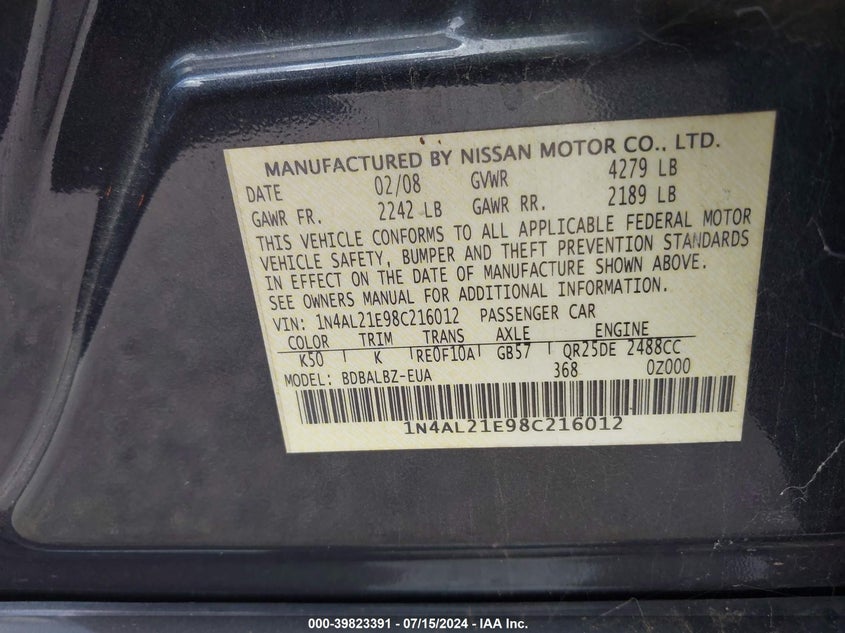 MANUFACTURED BY NISSAN MOTOR CO., LTD.
DATE 02/08 GVWR 4279 LB
GAWR FR. 2242 LB GAWR RR. 2189 LB
THIS VEHICLE CONFORMS TO ALL APPLICABLE FEDERAL MOTOR
VEHICLE SAFETY, BUMPER AND THEFT PREVENTION STANDARDS
IN EFFECT ON THE DATE OF MANUFACTURE SHOWN ABOVE.
SEE OWNERS MANUAL FOR ADDITIONAL INFORMATION.
VIN: 1N4AL21E98C216012 PASSENGER CAR
COLOR TRIM TRANS AXLE ENGINE
K50 K RE0F10A GB57 QR25DE 2488CC
MODEL: BDBALBZ-EUA 368 0Z000
1N4AL21E98C216012
000-39823391 - 07/15/2024 - IAA Inc.